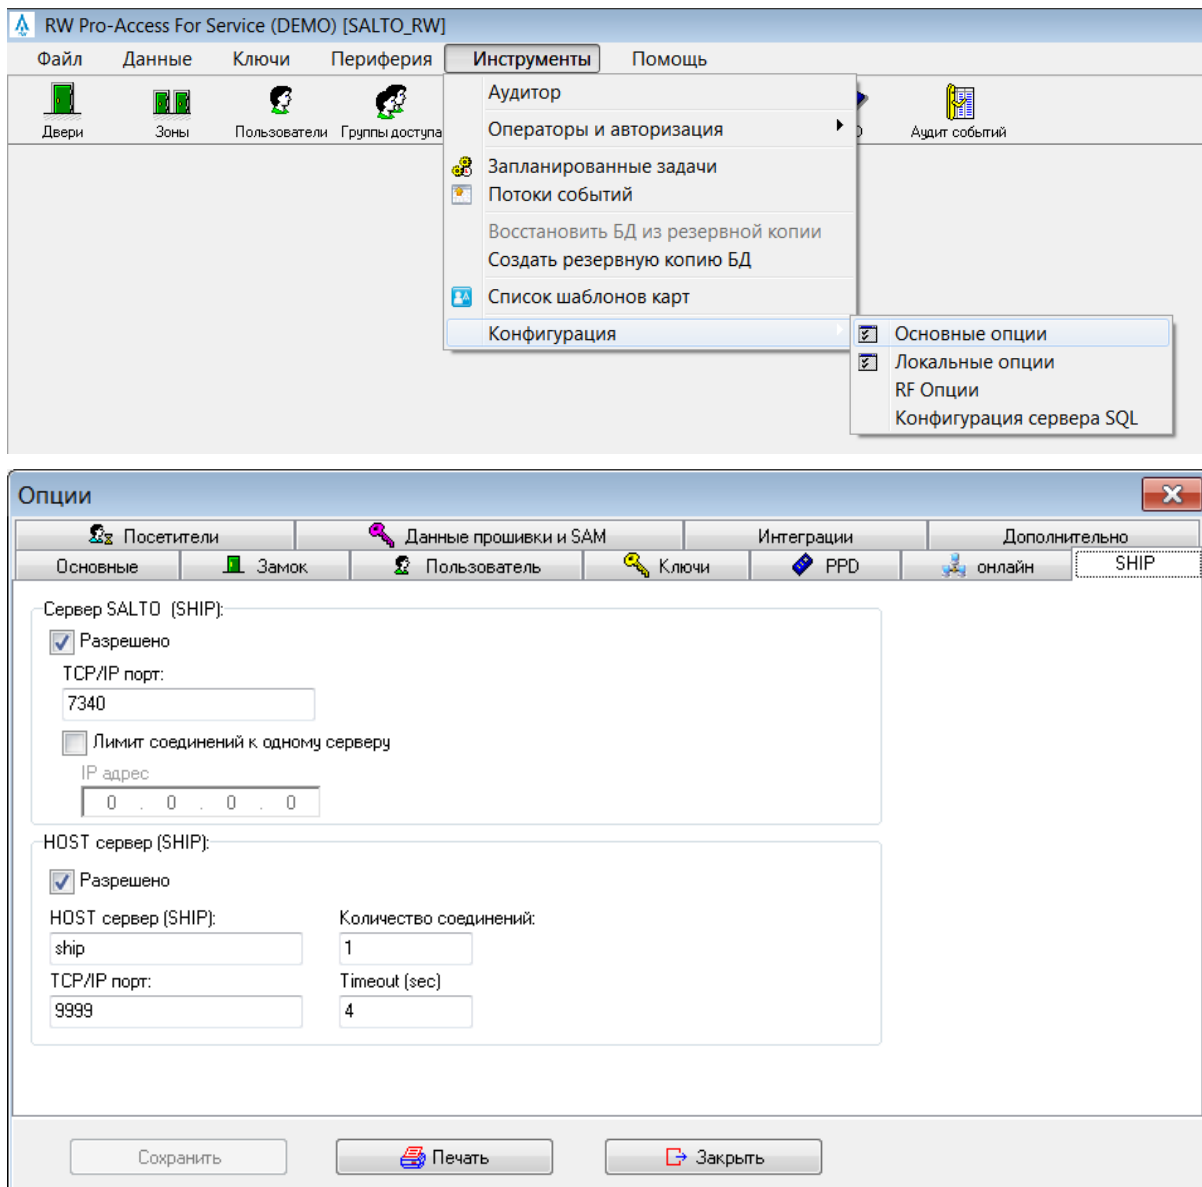 RW Pro-Access For Service (DEMO) [SALTO_RW]
Файл Данные Ключи Периферия Инструменты Помощь
Двери Зоны Пользователи Группы доступа Аудит событий
Аудитор
Операторы и авторизация
Запланированные задачи
Потоки событий
Восстановить БД из резервной копии
Создать резервную копию БД
Список шаблонов карт
Конфигурация
Основные опции
Локальные опции
RF Опции
Конфигурация сервера SQL
Опции
Посетители Данные прошивки и SAM Интеграции Дополнительно
Основные Замок Пользователь Ключи PPD онлайн SHIP
Сервер SALTO (SHIP):
Разрешено
TCP/IP порт:
7340
Лимит соединений к одному серверу
IP адрес
0 . 0 . 0 . 0
HOST сервер (SHIP):
Разрешено
HOST сервер (SHIP): Количество соединений:
ship 1
TCP/IP порт: Timeout (sec)
9999 4
Сохранить Печать Закрыть